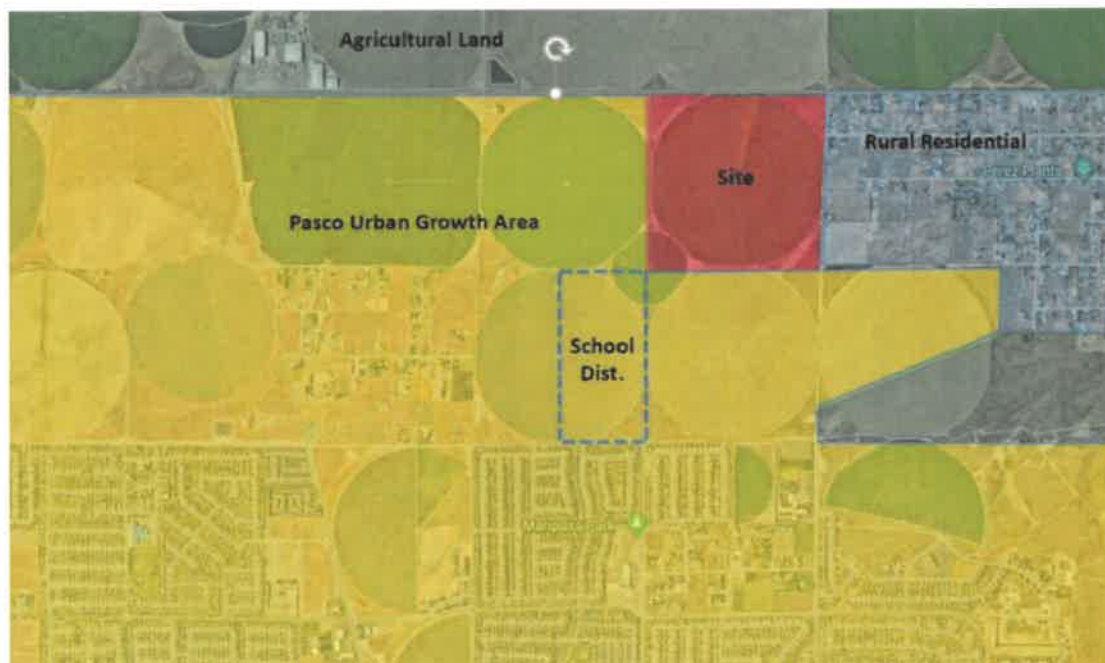 Agricultural Land
Rural Residential
Site
Pasco Urban Growth Area
School
Dist.